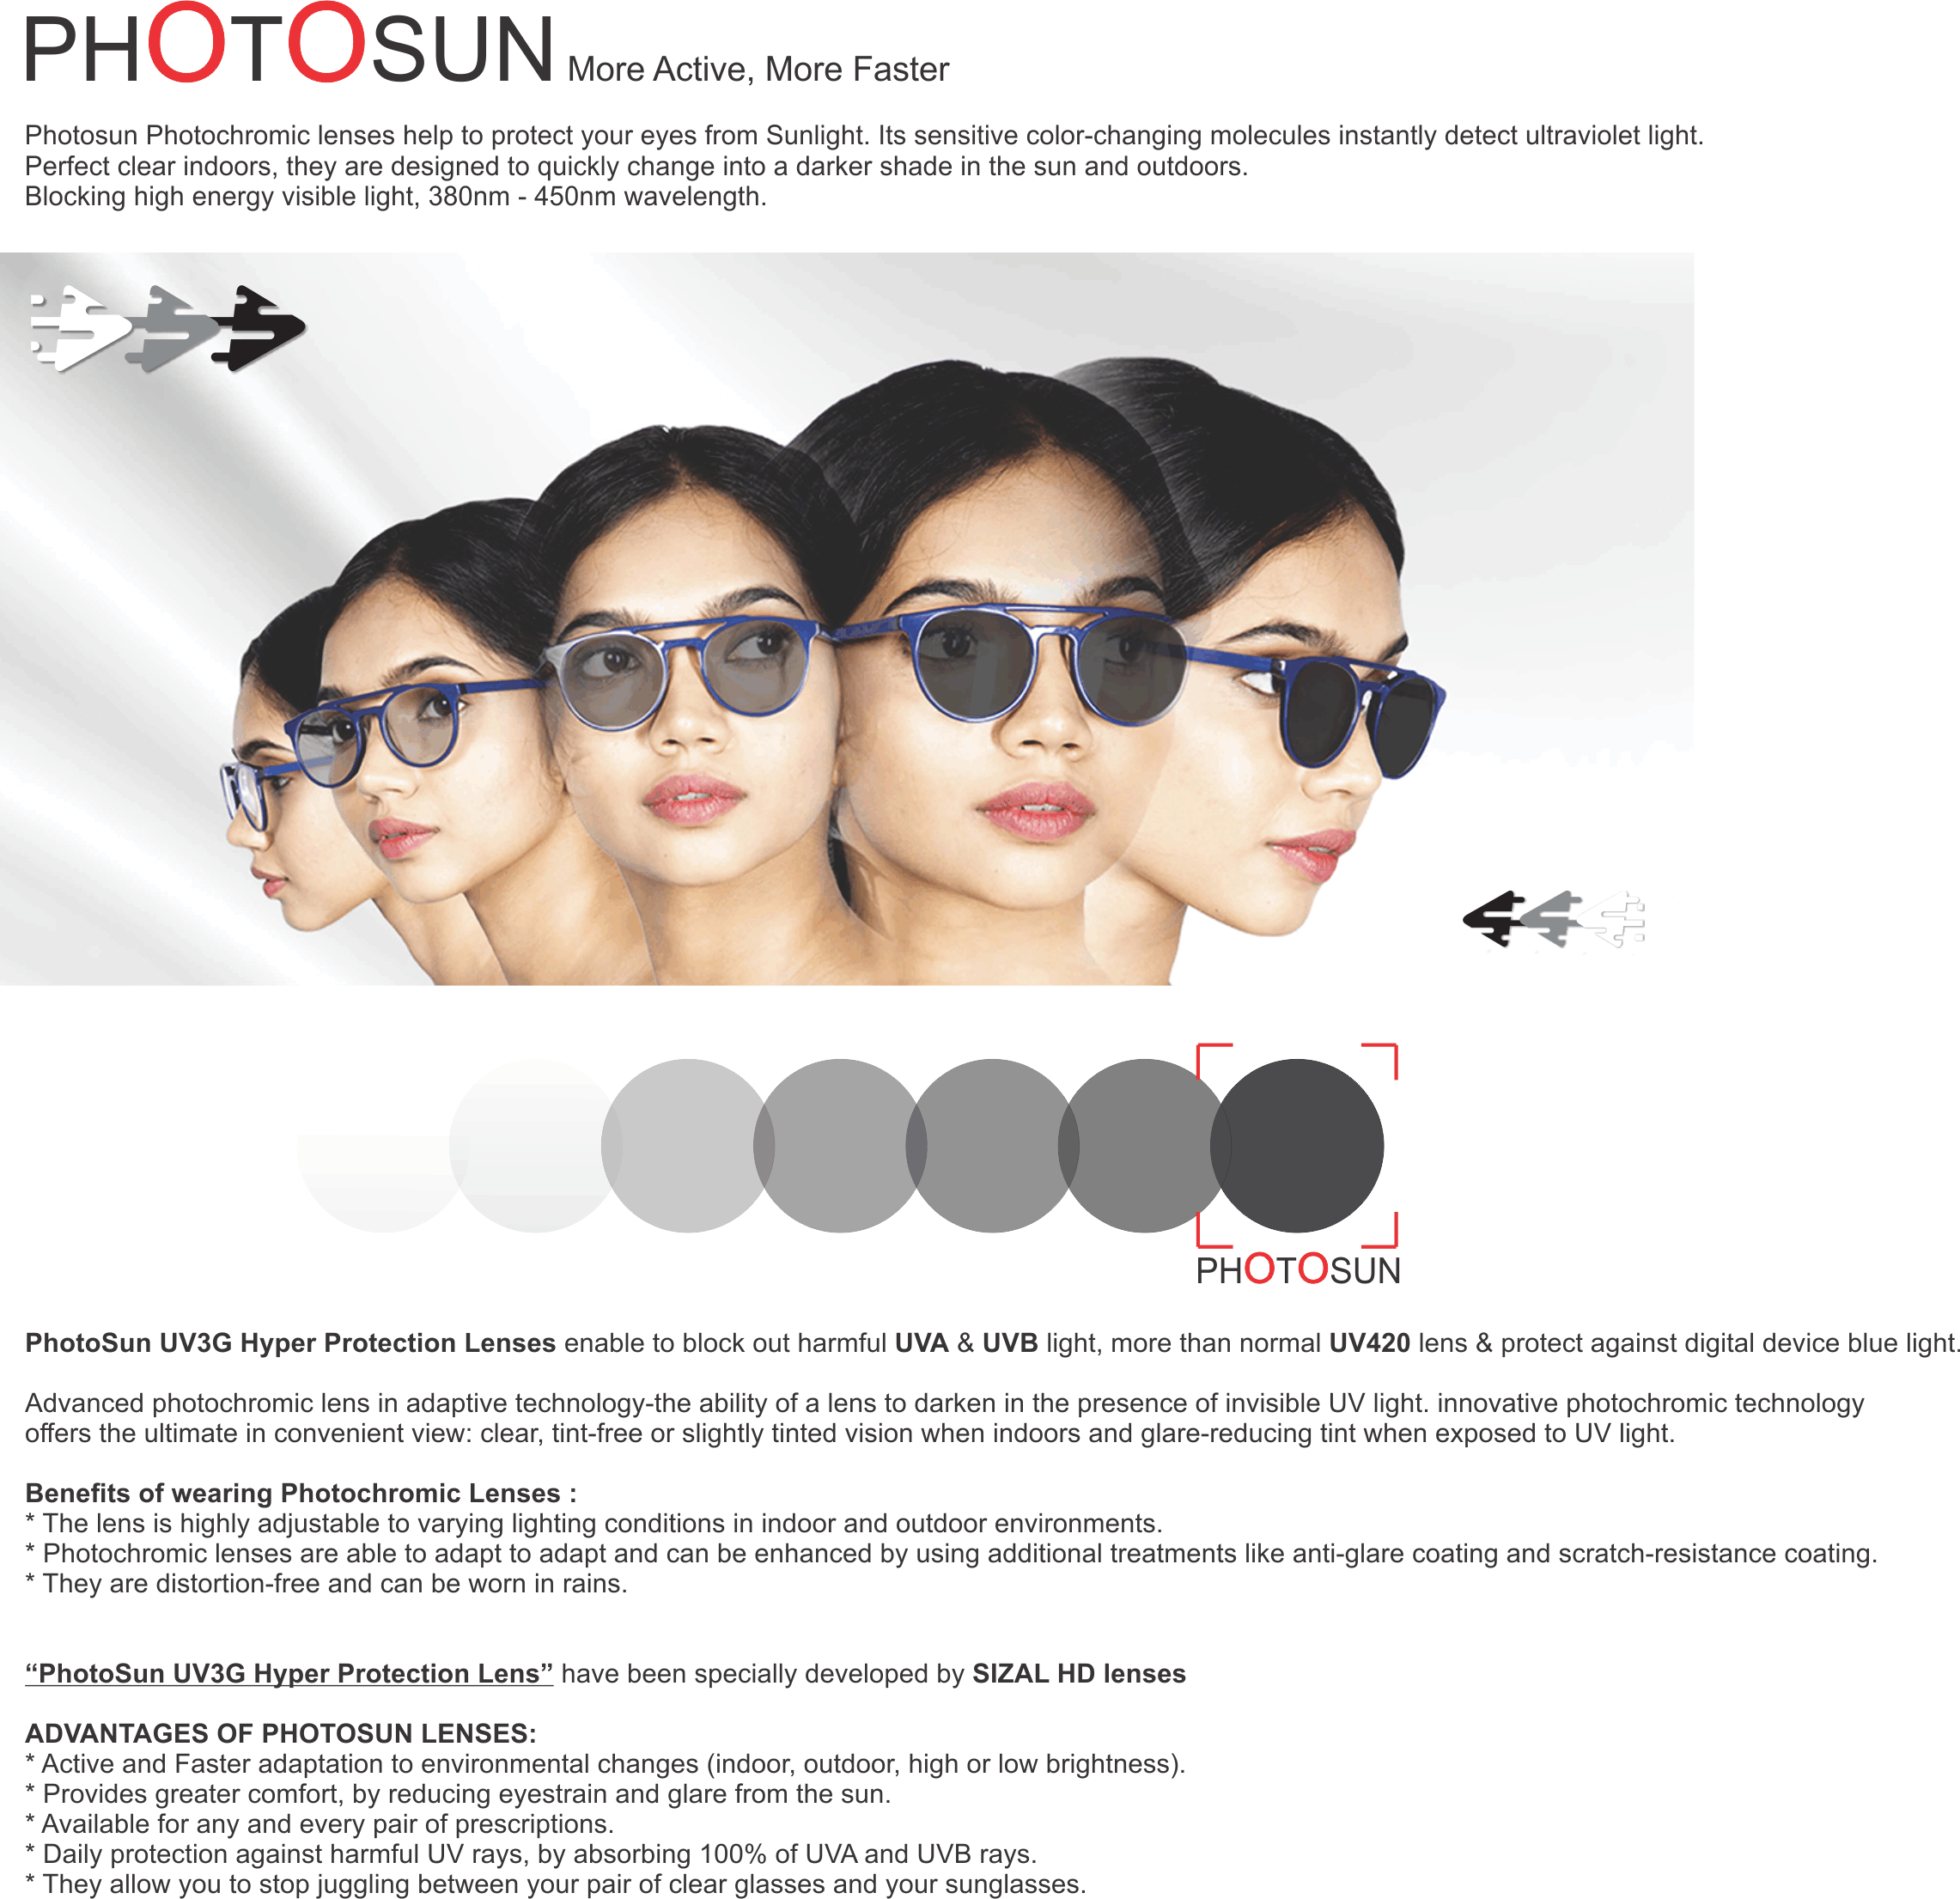 PHOTOSUN More Active, More Faster
Photosun Photochromic lenses help to protect your eyes from Sunlight. Its sensitive color-changing molecules instantly detect ultraviolet light.
Perfect clear indoors, they are designed to quickly change into a darker shade in the sun and outdoors.
Blocking high energy visible light, 380nm - 450nm wavelength.
PHOTOSUN
PhotoSun UV3G Hyper Protection Lenses enable to block out harmful UVA & UVB light, more than normal UV420 lens & protect against digital device blue light.
Advanced photochromic lens in adaptive technology-the ability of a lens to darken in the presence of invisible UV light. innovative photochromic technology
offers the ultimate in convenient view: clear, tint-free or slightly tinted vision when indoors and glare-reducing tint when exposed to UV light.
Benefits of wearing Photochromic Lenses :
* The lens is highly adjustable to varying lighting conditions in indoor and outdoor environments.
* Photochromic lenses are able to adapt to adapt and can be enhanced by using additional treatments like anti-glare coating and scratch-resistance coating.
* They are distortion-free and can be worn in rains.
“PhotoSun UV3G Hyper Protection Lens” have been specially developed by SIZAL HD lenses
ADVANTAGES OF PHOTOSUN LENSES:
* Active and Faster adaptation to environmental changes (indoor, outdoor, high or low brightness).
* Provides greater comfort, by reducing eyestrain and glare from the sun.
* Available for any and every pair of prescriptions.
* Daily protection against harmful UV rays, by absorbing 100% of UVA and UVB rays.
* They allow you to stop juggling between your pair of clear glasses and your sunglasses.